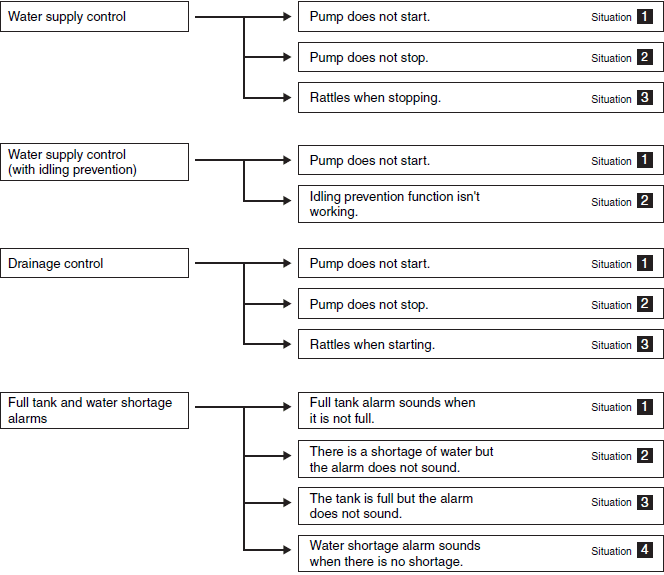 Water supply control
Pump does not start. Situation 1
Pump does not stop. Situation 2
Rattles when stopping. Situation 3
Water supply control
(with idling prevention)
Pump does not start. Situation 1
Idling prevention function isn't
working.
Situation 2
Drainage control
Pump does not start. Situation 1
Pump does not stop. Situation 2
Rattles when starting. Situation 3
Full tank and water shortage
alarms
Full tank alarm sounds when
it is not full.
Situation 1
There is a shortage of water but
the alarm does not sound.
Situation 2
The tank is full but the alarm
does not sound.
Situation 3
Water shortage alarm sounds
when there is no shortage.
Situation 4